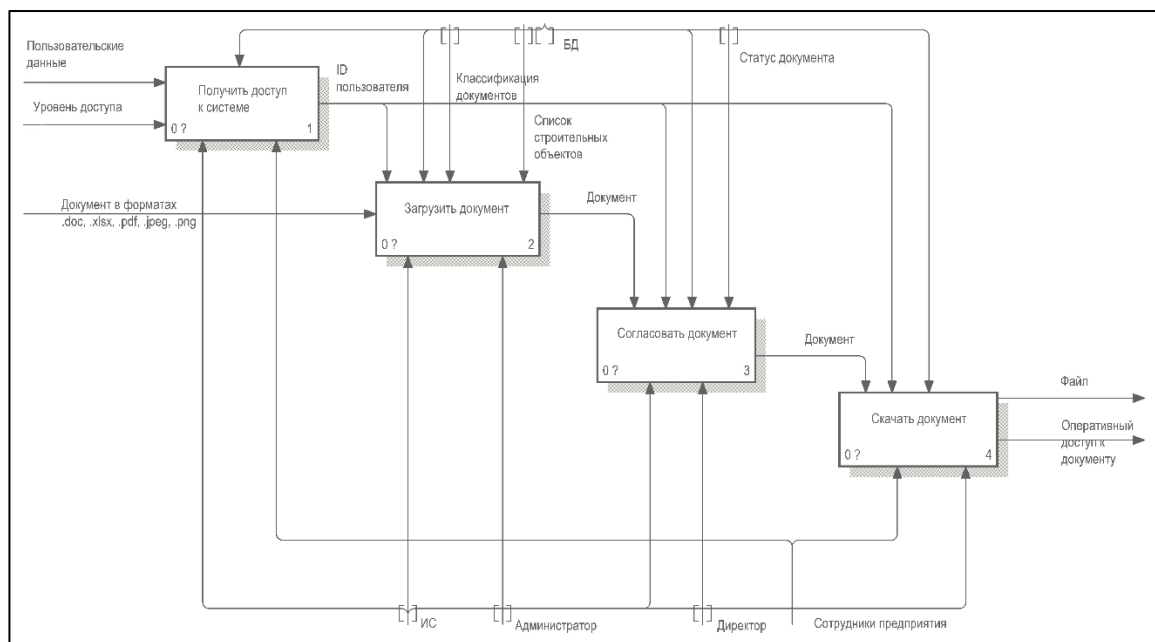 Пользовательские
данные
Уровень доступа
Получить доступ
к системе
0 ?
1
ID
пользователя
Классификация
документов
БД
Статус документа
Список
строительных
объектов
Документ в форматах
.doc, .xlsx, .pdf, .jpeg, .png
Загрузить документ
0 ?
2
Документ
Согласовать документ
0 ?
3
Документ
Скачать документ
0 ?
4
Файл
Оперативный
доступ к
документу
ИС
Администратор
Директор
Сотрудники предприятия